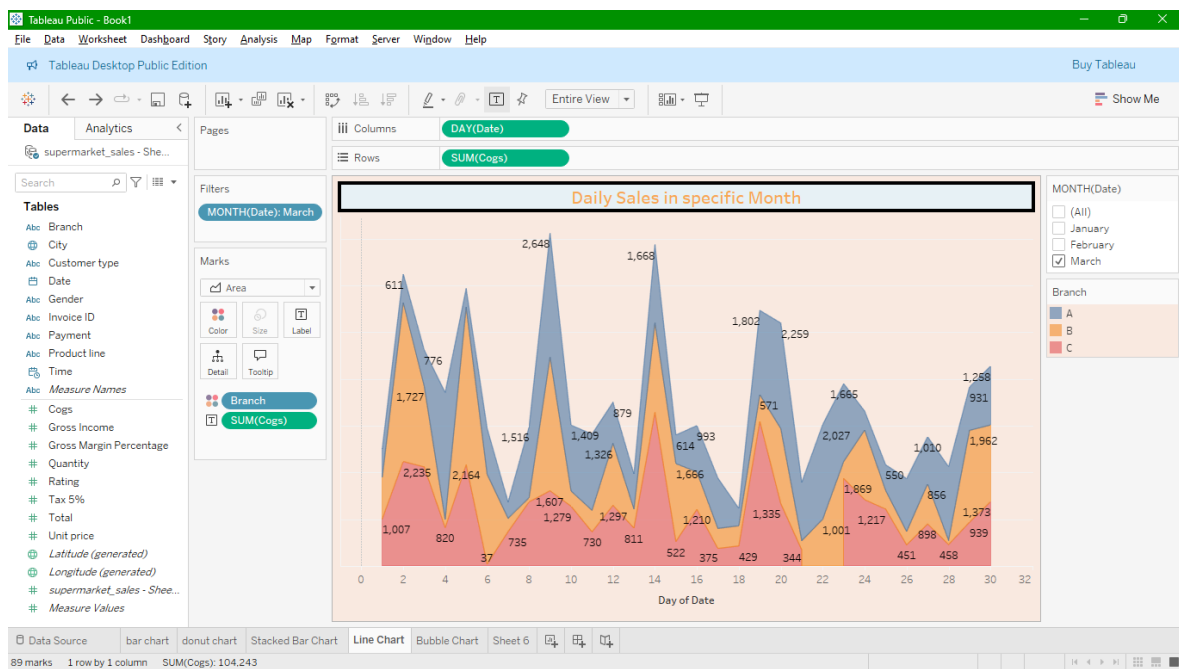 Tableau Public - Book1
File Data Worksheet Dashboard Story Analysis Map Format Server Window Help
Tableau Desktop Public Edition
Buy Tableau
Entire View
Show Me
Data Analytics
supermarket_sales - She...
Search
Tables
Abc Branch
City
Abc Customer type
Date
Abc Gender
Abc Invoice ID
Abc Payment
Abc Product line
Time
Abc Measure Names
# Cogs
# Gross Income
# Gross Margin Percentage
# Quantity
# Rating
# Tax 5%
# Total
# Unit price
Latitude (generated)
Longitude (generated)
# supermarket_sales - Shee...
# Measure Values
Pages
Filters
MONTH(Date): March
Marks
Area
Color Size Label
Detail Tooltip
Branch
SUM(Cogs)
Columns DAY(Date)
Rows SUM(Cogs)
Daily Sales in specific Month
2,648
1,668
611
1,802
2,259
776
1,258
1,727
1,665
931
571
879
1,516
1,409
993
2,027
1,962
614
1,010
1,326
2,235
2,164
1,666
550
1,869
856
1,607
1,279
1,297
1,210
1,335
1,217
1,373
1,007
1,001
898
939
820
735
730
811
522
429
344
451
458
37
375
0 2 4 6 8 10 12 14 16 18 20 22 24 26 28 30 32
Day of Date
MONTH(Date)
(All)
January
February
March
Branch
A
B
C
Data Source bar chart donut chart Stacked Bar Chart Line Chart Bubble Chart Sheet 6
89 marks 1 row by 1 column SUM(Cogs): 104,243